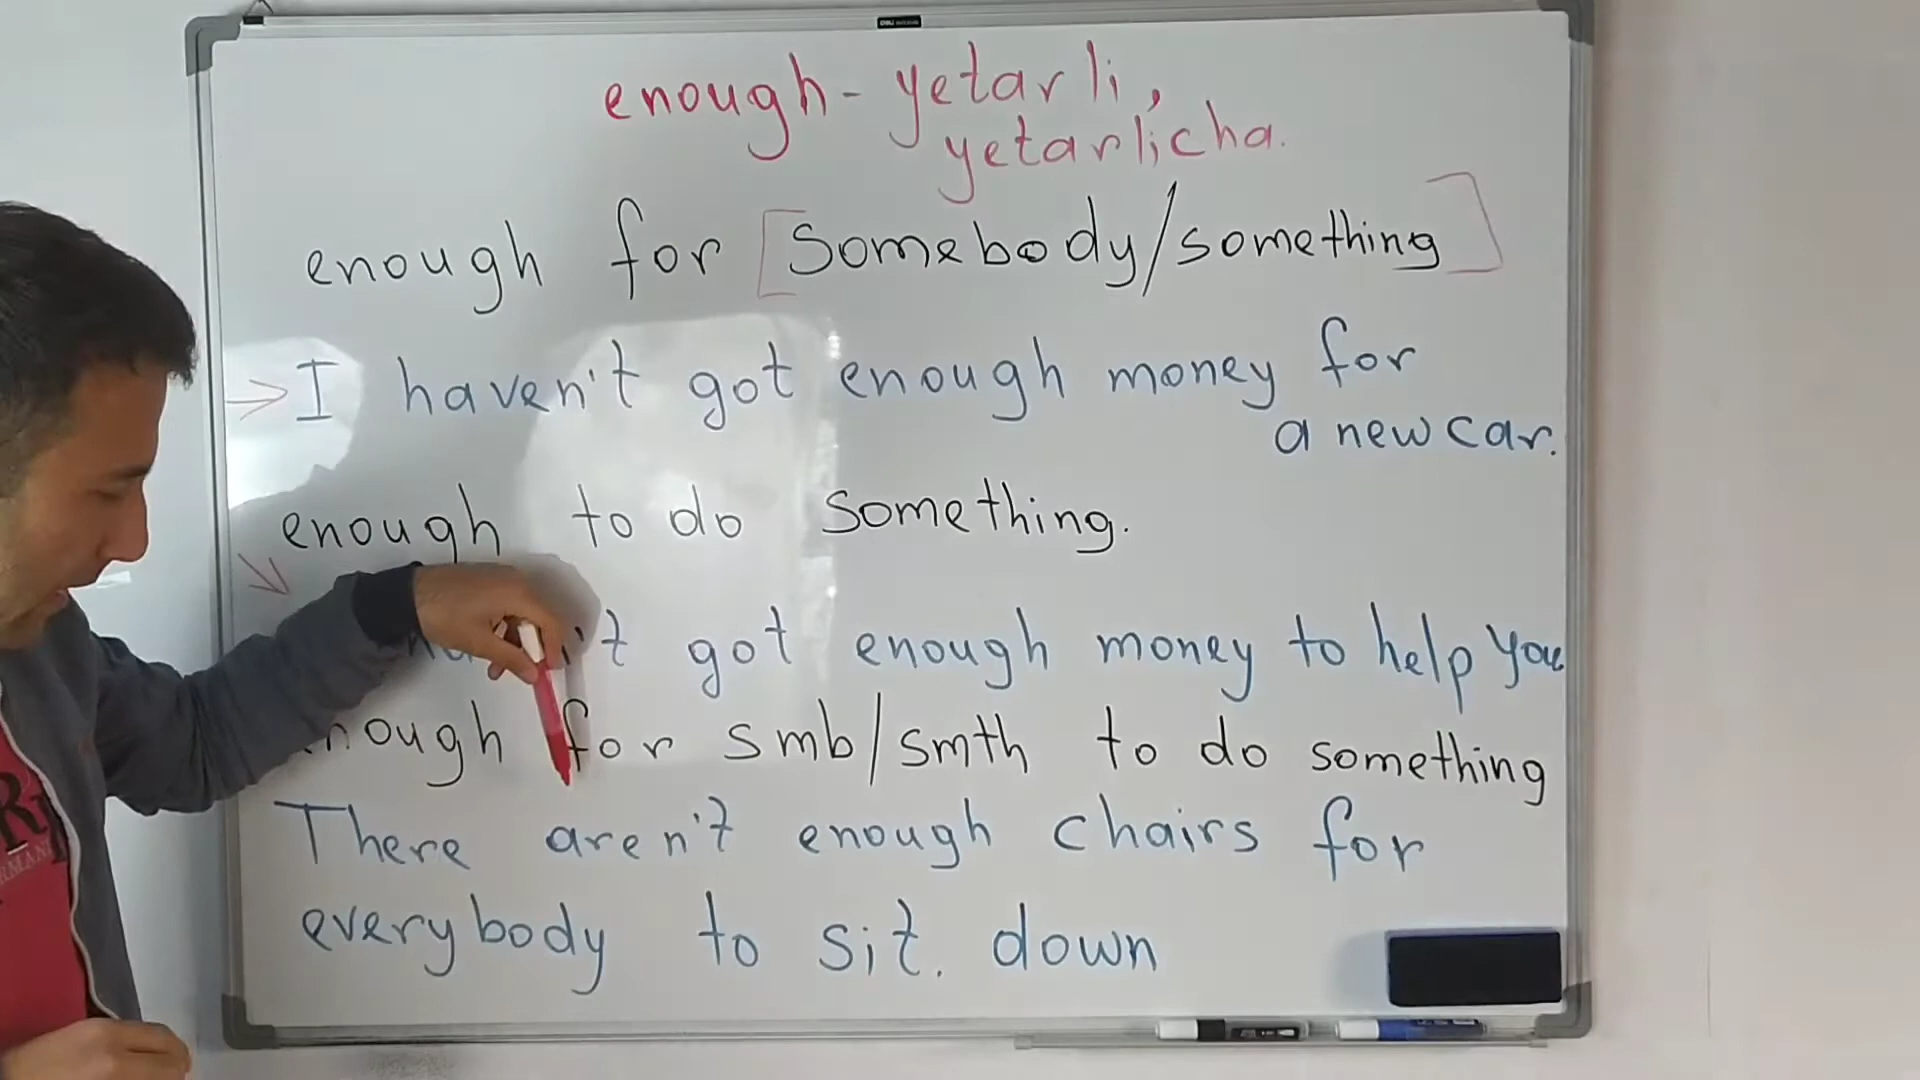 enough - yetarli,
yetarlicha.
enough for [somebody/something]
→ I haven't got enough money for
a new car.
enough to do something.
got enough money to help you
for smb/smth to do something
There aren't enough chairs for
everybody to sit. down